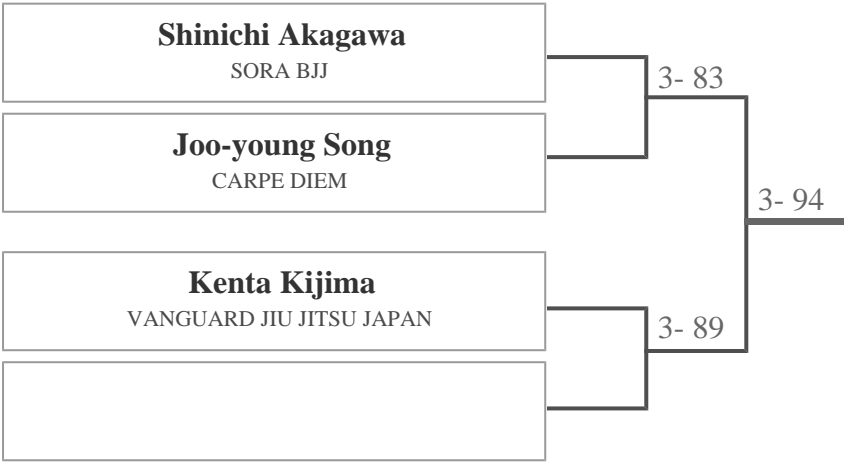 Shinichi Akagawa
SORA BJJ
3- 83
Joo-young Song
CARPE DIEM
3- 94
Kenta Kijima
VANGUARD JIU JITSU JAPAN
3- 89